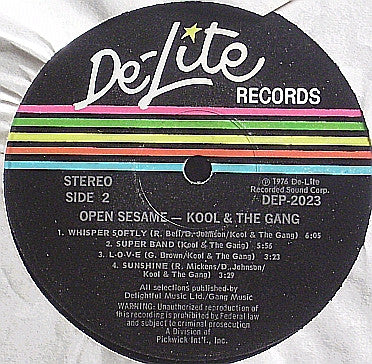 De-Lite
RECORDS
STEREO
SIDE 2
℗ 1976 De-Lite
Recorded Sound Corp.
DEP-2023
OPEN SESAME — KOOL & THE GANG
1. WHISPER SOFTLY (R. Bell/D. Johnson/Kool & The Gang) 6:05
2. SUPER BAND (Kool & The Gang) 5:56
3. L-O-V-E (G. Brown/Kool & The Gang) 3:23
4. SUNSHINE (R. Mickens/D. Johnson/
Kool & The Gang) 3:29
All selections published by
Delightful Music Ltd./Gang Music
WARNING: Unauthorized reproduction of
this recording is prohibited by Federal law
and subject to criminal prosecution
A Division of
Pickwick Int'l., Inc.